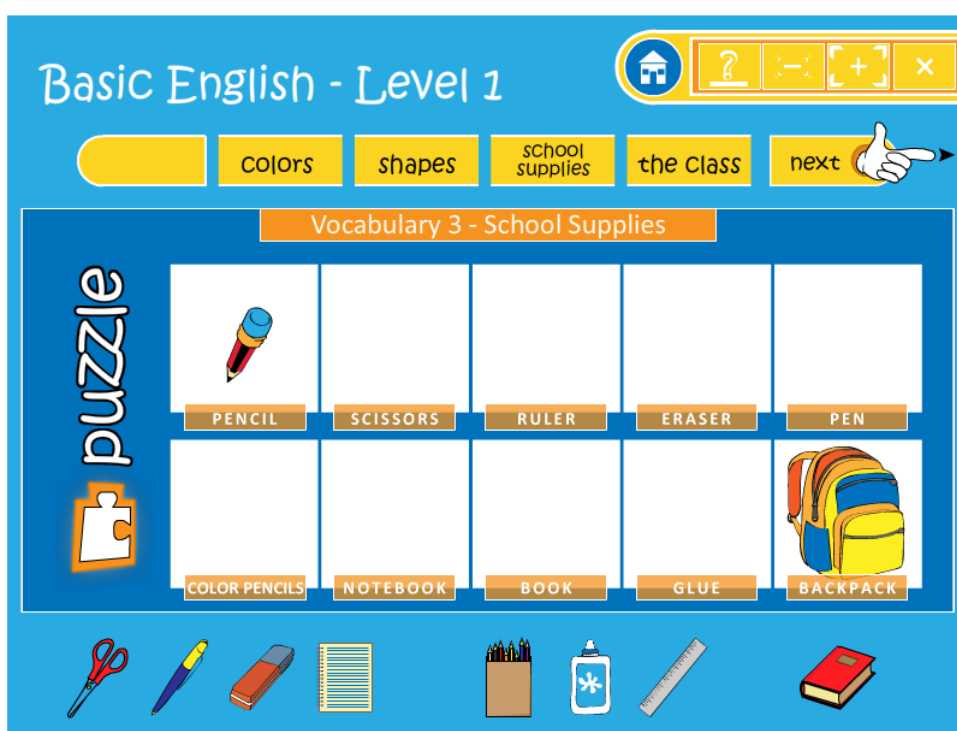 Basic English - Level 1
? - + ×
colors
shapes
school
supplies
the class
next
Vocabulary 3 - School Supplies
puzzle
PENCIL
SCISSORS
RULER
ERASER
PEN
COLOR PENCILS
NOTEBOOK
BOOK
GLUE
BACKPACK